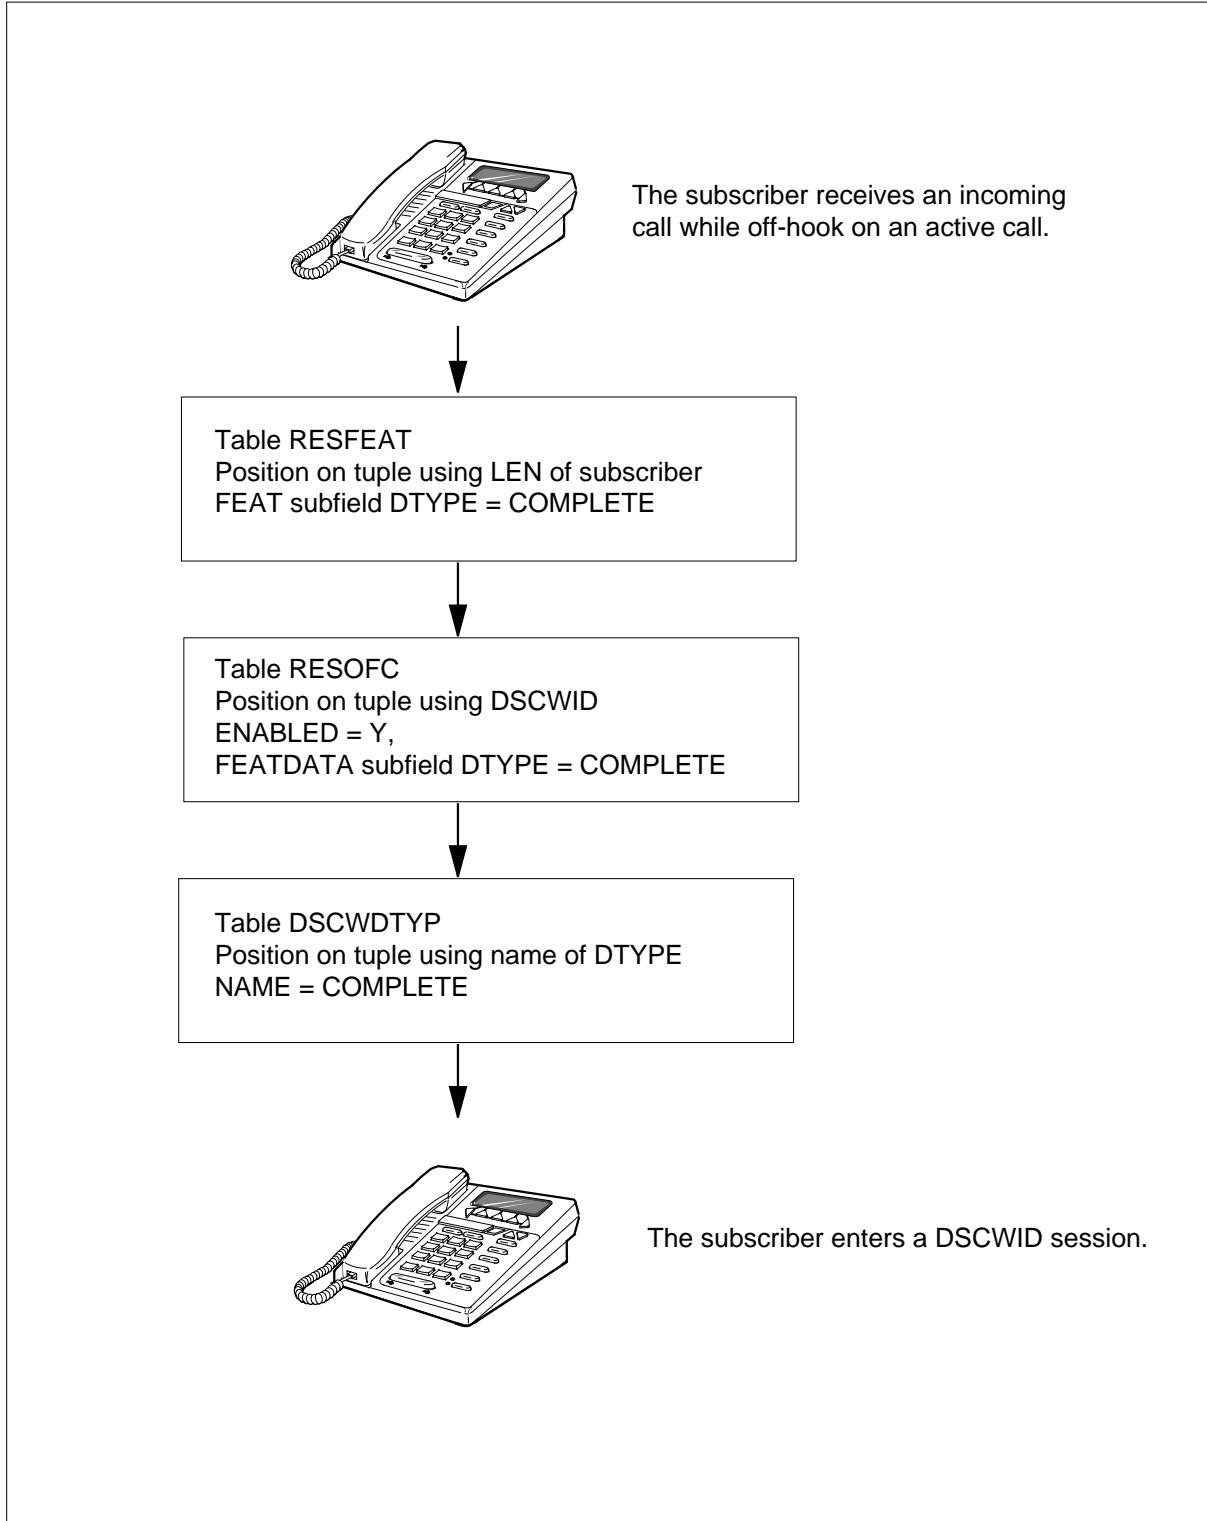 The subscriber receives an incoming
call while off-hook on an active call.
Table RESFEAT
Position on tuple using LEN of subscriber
FEAT subfield DTYPE = COMPLETE
Table RESOFC
Position on tuple using DSCWID
ENABLED = Y,
FEATDATA subfield DTYPE = COMPLETE
Table DSCWDTYP
Position on tuple using name of DTYPE
NAME = COMPLETE
The subscriber enters a DSCWID session.